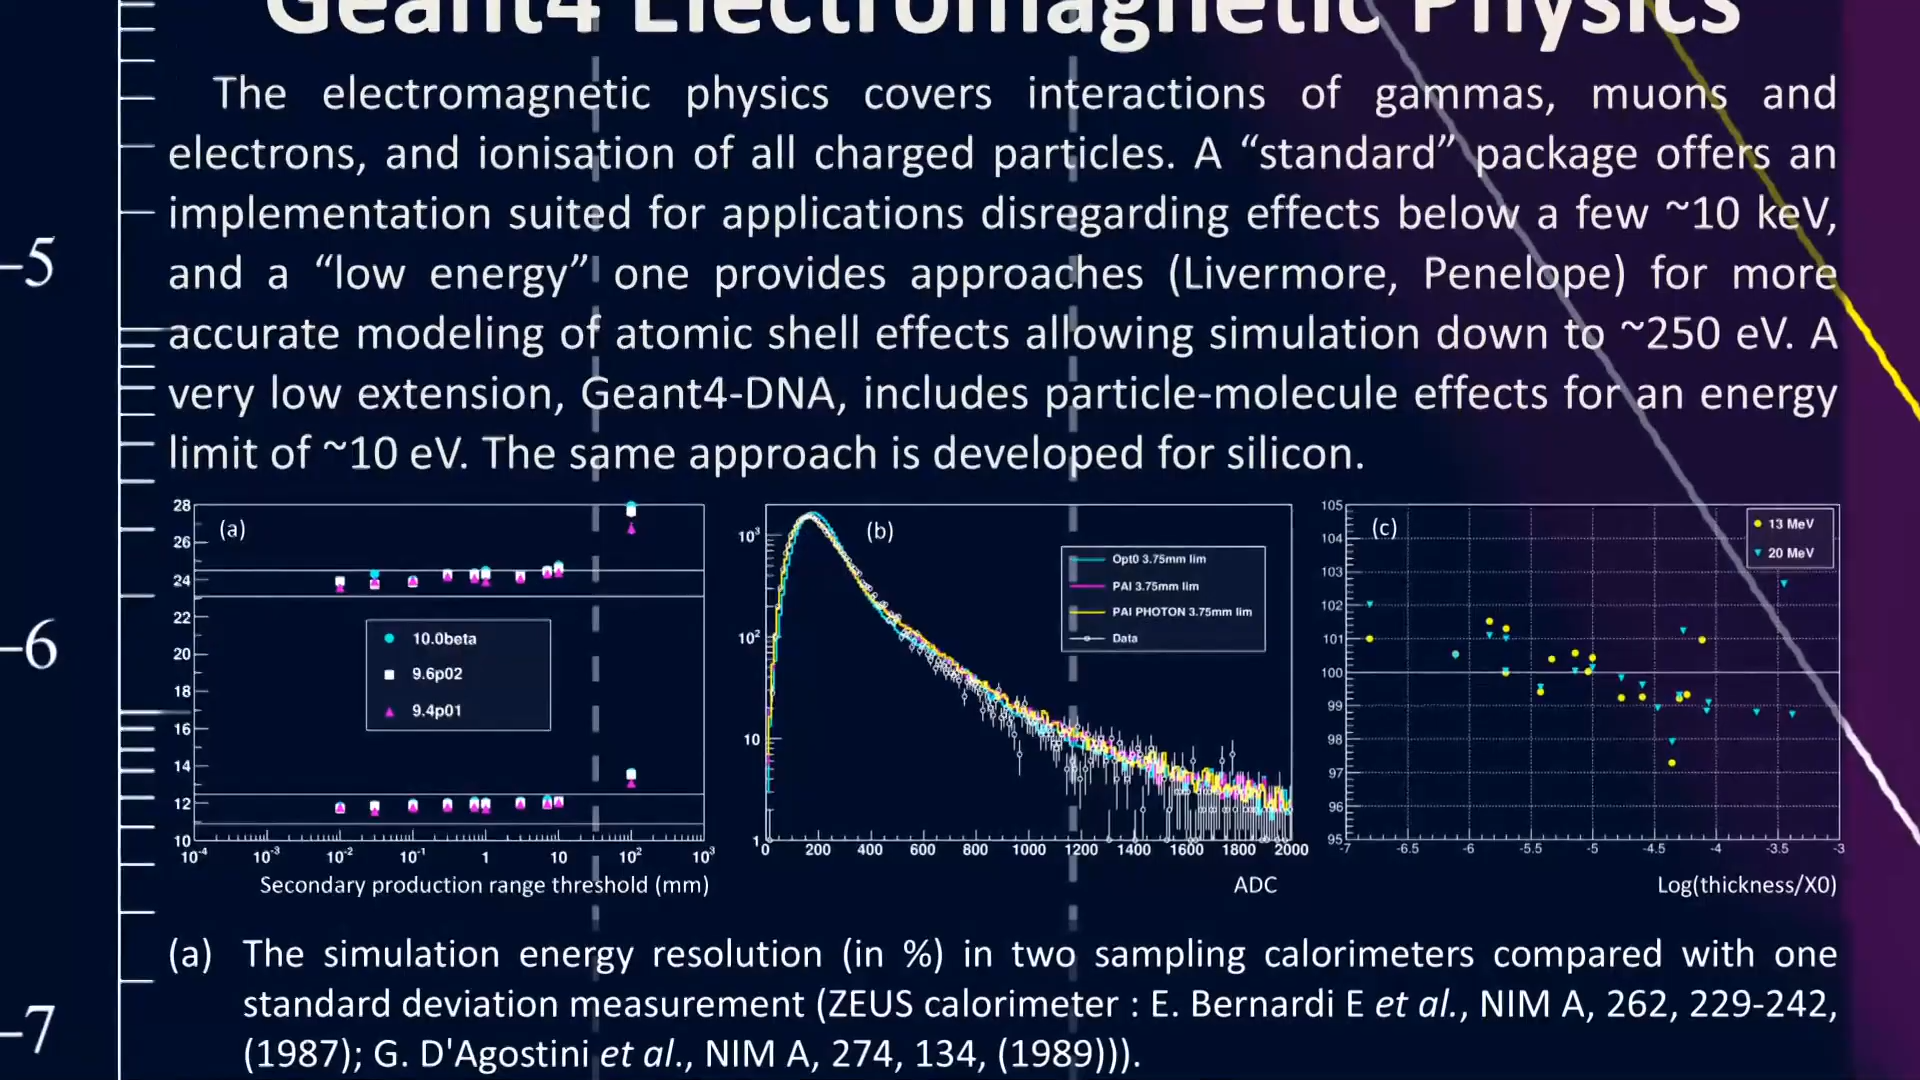 Geant4 Electromagnetic Physics
The electromagnetic physics covers interactions of gammas, muons and
electrons, and ionisation of all charged particles. A “standard” package offers an
implementation suited for applications disregarding effects below a few ~10 keV,
and a “low energy” one provides approaches (Livermore, Penelope) for more
accurate modeling of atomic shell effects allowing simulation down to ~250 eV. A
very low extension, Geant4-DNA, includes particle-molecule effects for an energy
limit of ~10 eV. The same approach is developed for silicon.
–5
–6
–7
(a)
28
26
24
22
20
18
16
14
12
10
10.0beta
9.6p02
9.4p01
10⁻⁴ 10⁻³ 10⁻² 10⁻¹ 1 10 10² 10³
Secondary production range threshold (mm)
(b)
10³
10²
10
1
Opt0 3.75mm lim
PAI 3.75mm lim
PAI PHOTON 3.75mm lim
Data
0 200 400 600 800 1000 1200 1400 1600 1800 2000
ADC
(c)
105
104
103
102
101
100
99
98
97
96
95
13 MeV
20 MeV
-7 -6.5 -6 -5.5 -5 -4.5 -4 -3.5 -3
Log(thickness/X0)
(a) The simulation energy resolution (in %) in two sampling calorimeters compared with one
standard deviation measurement (ZEUS calorimeter : E. Bernardi E et al., NIM A, 262, 229-242,
(1987); G. D'Agostini et al., NIM A, 274, 134, (1989))).